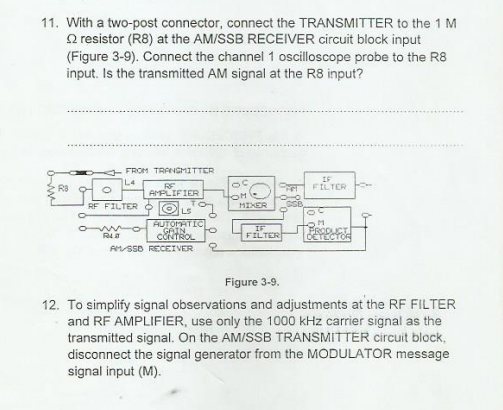 11. With a two-post connector, connect the TRANSMITTER to the 1 M
Ω resistor (R8) at the AM/SSB RECEIVER circuit block input
(Figure 3-9). Connect the channel 1 oscilloscope probe to the R8
input. Is the transmitted AM signal at the R8 input?
FROM TRANSMITTER
R8
L4
RF FILTER
RF
AMPLIFIER
T
L5
C
M
MIXER
AM
SSB
IF
FILTER
AUTOMATIC
GAIN
CONTROL
IF
FILTER
C
M
PRODUCT
DETECTOR
AM/SSB RECEIVER
Figure 3-9.
12. To simplify signal observations and adjustments at the RF FILTER
and RF AMPLIFIER, use only the 1000 kHz carrier signal as the
transmitted signal. On the AM/SSB TRANSMITTER circuit block,
disconnect the signal generator from the MODULATOR message
signal input (M).